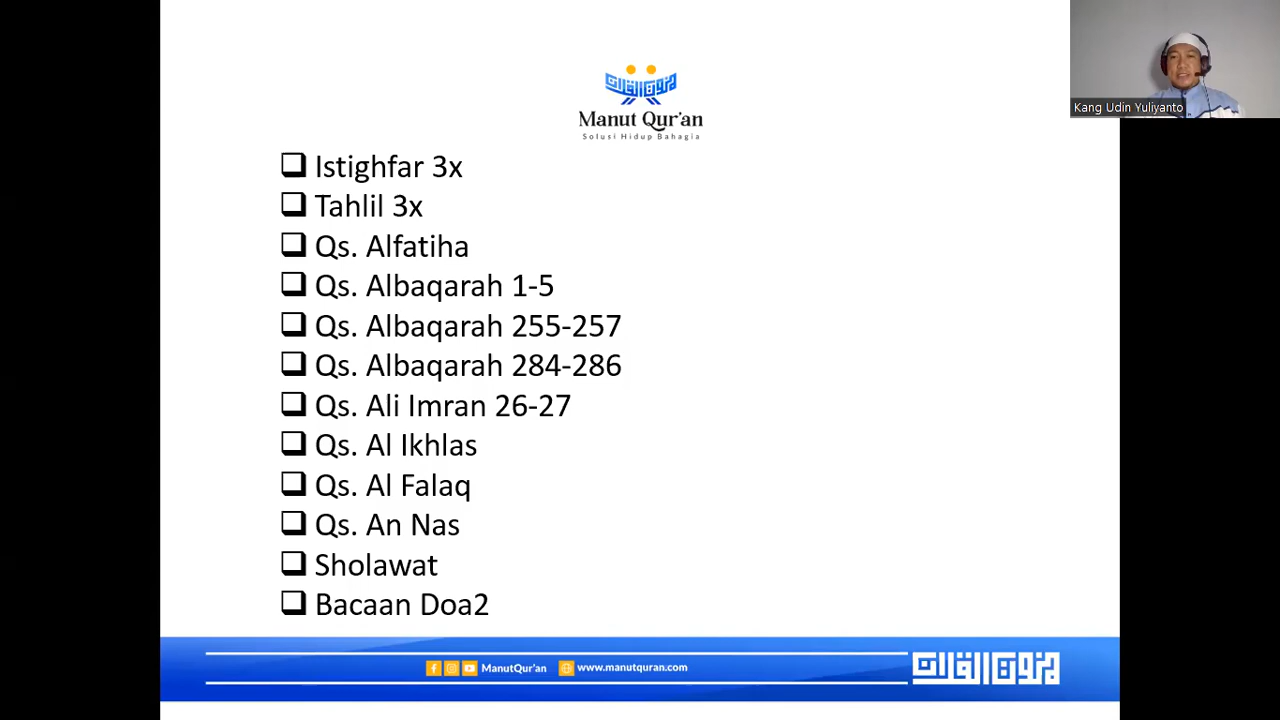 Kang Udin Yuliyanto
Manut Qur'an
Solusi Hidup Bahagia
Istighfar 3x
Tahlil 3x
Qs. Alfatiha
Qs. Albaqarah 1-5
Qs. Albaqarah 255-257
Qs. Albaqarah 284-286
Qs. Ali Imran 26-27
Qs. Al Ikhlas
Qs. Al Falaq
Qs. An Nas
Sholawat
Bacaan Doa2
ManutQur'an www.manutquran.com